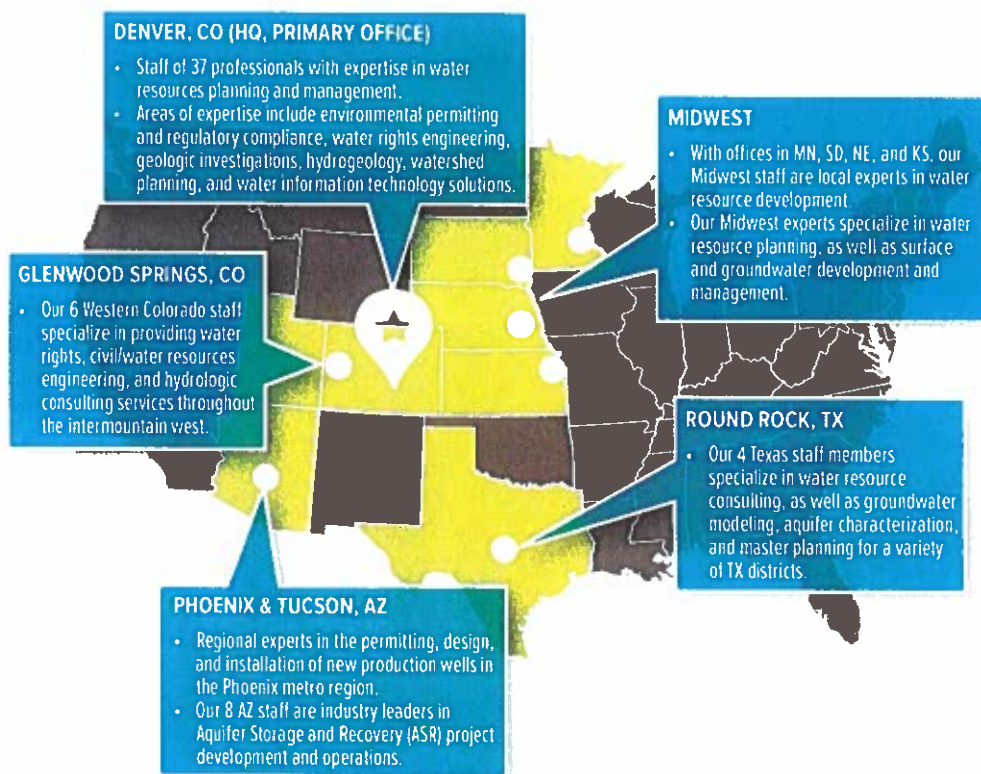 DENVER, CO (HQ, PRIMARY OFFICE)
• Staff of 37 professionals with expertise in water
resources planning and management.
• Areas of expertise include environmental permitting
and regulatory compliance, water rights engineering,
geologic investigations, hydrogeology, watershed
planning, and water information technology solutions.
MIDWEST
• With offices in MN, SD, NE, and KS, our
Midwest staff are local experts in water
resource development.
• Our Midwest experts specialize in water
resource planning, as well as surface
and groundwater development and
management.
GLENWOOD SPRINGS, CO
• Our 6 Western Colorado staff
specialize in providing water
rights, civil/water resources
engineering, and hydrologic
consulting services throughout
the intermountain west.
ROUND ROCK, TX
• Our 4 Texas staff members
specialize in water resource
consulting, as well as groundwater
modeling, aquifer characterization,
and master planning for a variety
of TX districts.
PHOENIX & TUCSON, AZ
• Regional experts in the permitting, design,
and installation of new production wells in
the Phoenix metro region.
• Our 8 AZ staff are industry leaders in
Aquifer Storage and Recovery (ASR) project
development and operations.